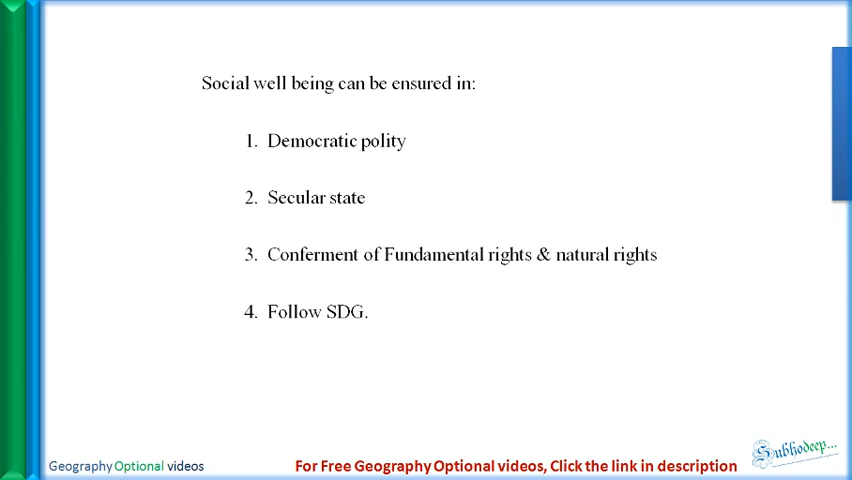 Social well being can be ensured in:
1. Democratic polity
2. Secular state
3. Conferment of Fundamental rights & natural rights
4. Follow SDG.
Subhodeep...
Geography Optional videos
For Free Geography Optional videos, Click the link in description